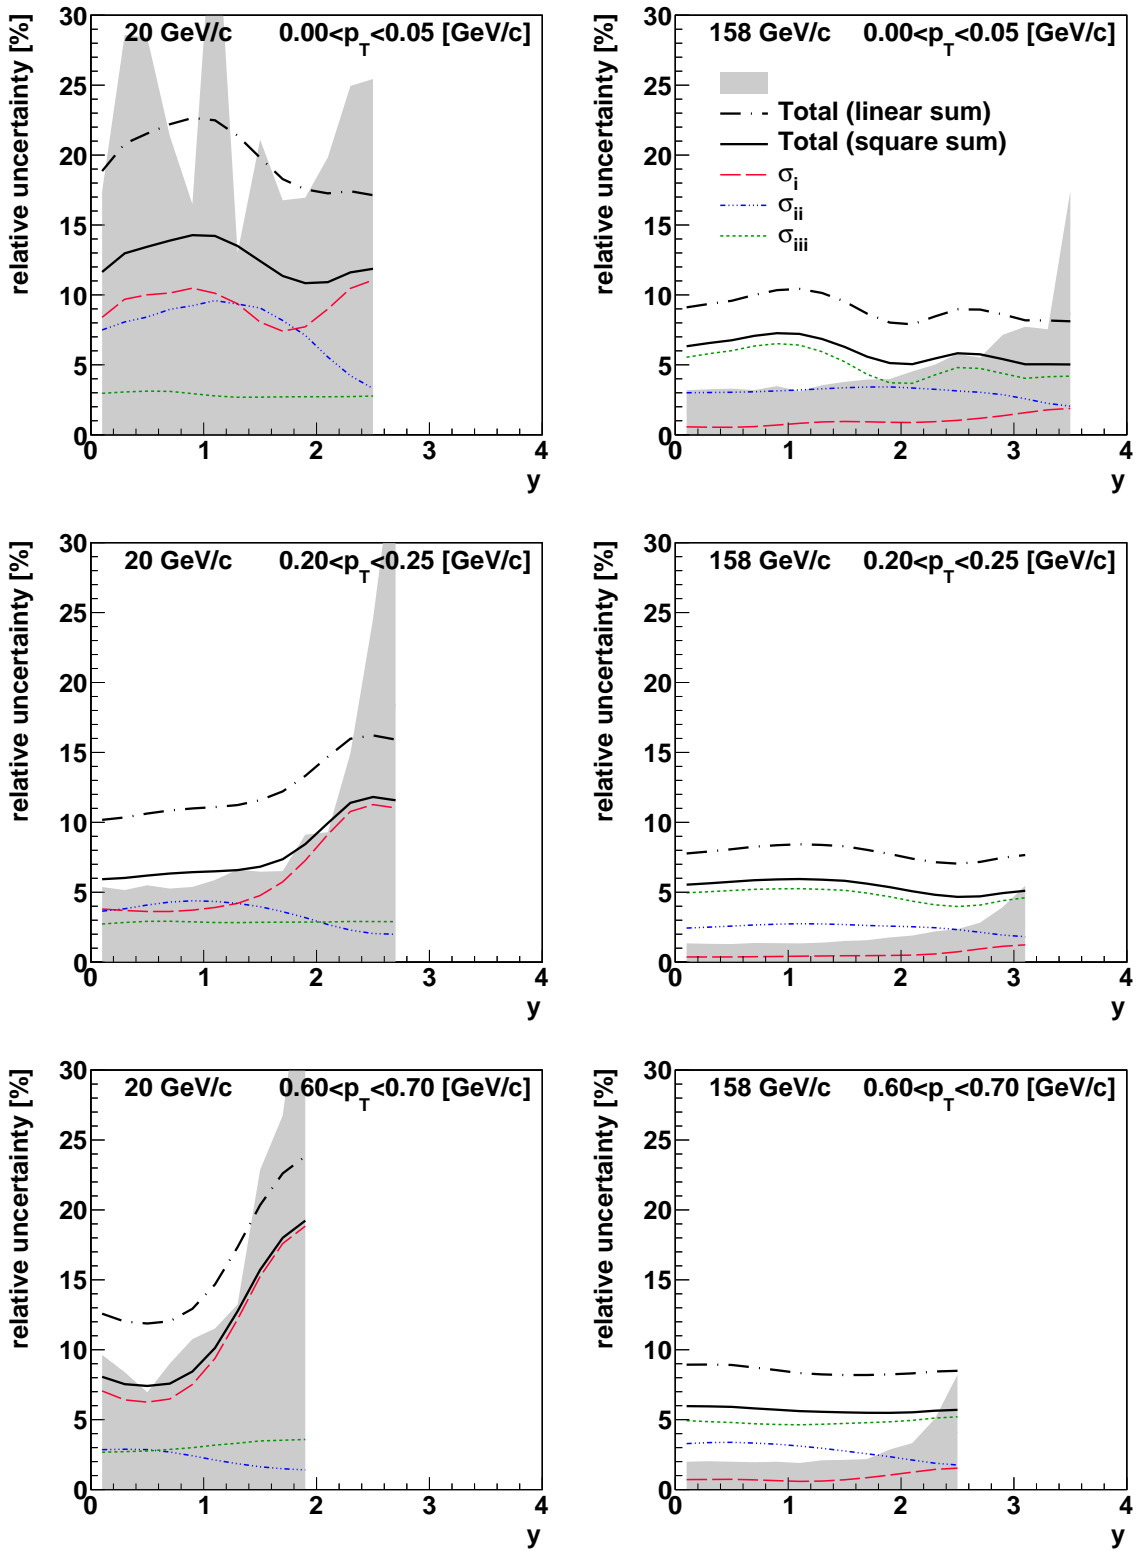 relative uncertainty [%]
20 GeV/c 0.00<p_T<0.05 [GeV/c]
30
25
20
15
10
5
0
0 1 2 3 4
y
relative uncertainty [%]
158 GeV/c 0.00<p_T<0.05 [GeV/c]
Total (linear sum)
Total (square sum)
σ_i
σ_ii
σ_iii
30
25
20
15
10
5
0
0 1 2 3 4
y
relative uncertainty [%]
20 GeV/c 0.20<p_T<0.25 [GeV/c]
30
25
20
15
10
5
0
0 1 2 3 4
y
relative uncertainty [%]
158 GeV/c 0.20<p_T<0.25 [GeV/c]
30
25
20
15
10
5
0
0 1 2 3 4
y
relative uncertainty [%]
20 GeV/c 0.60<p_T<0.70 [GeV/c]
30
25
20
15
10
5
0
0 1 2 3 4
y
relative uncertainty [%]
158 GeV/c 0.60<p_T<0.70 [GeV/c]
30
25
20
15
10
5
0
0 1 2 3 4
y